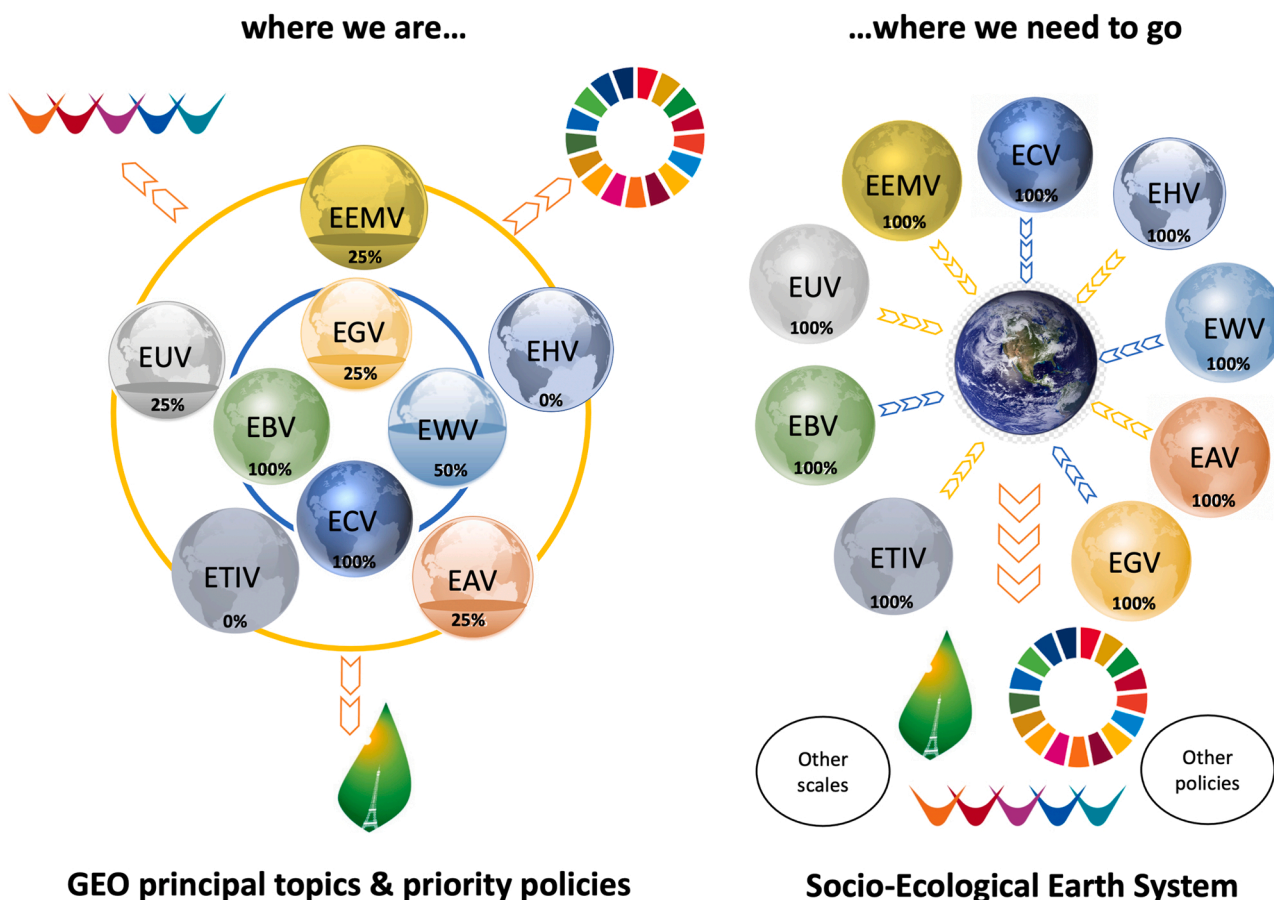 where we are...
...where we need to go
EEMV
25%
EGV
25%
EUV
25%
EHV
0%
EBV
100%
EWV
50%
ECV
100%
ETIV
0%
EAV
25%
GEO principal topics & priority policies
ECV
100%
EEMV
100%
EHV
100%
EUV
100%
EWV
100%
EBV
100%
EAV
100%
ETIV
100%
EGV
100%
Other
scales
Other
policies
Socio-Ecological Earth System